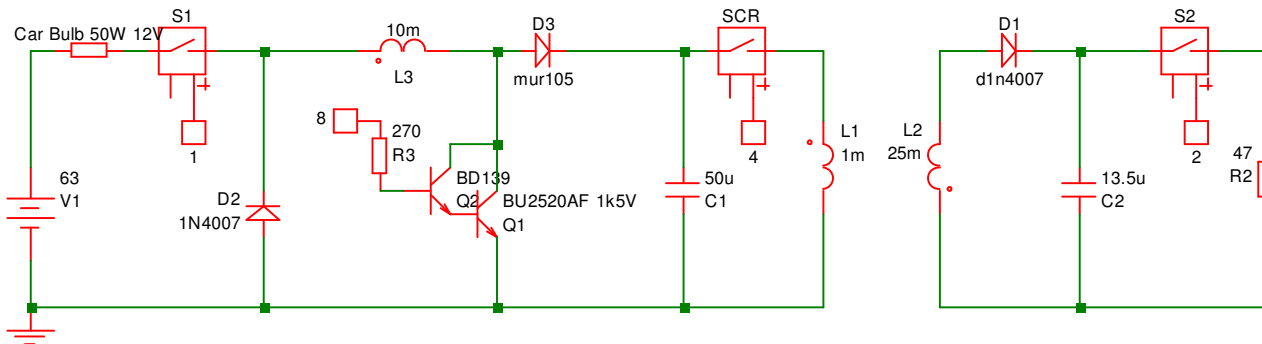 S1
D3
SCR
D1
S2
Car Bulb 50W 12V
10m
L3
mur105
d1n4007
+
+
+
8
270
R3
1
4
2
L1
1m
L2
25m
47
R2
63
V1
D2
1N4007
BD139
Q2
BU2520AF 1k5V
Q1
50u
C1
13.5u
C2